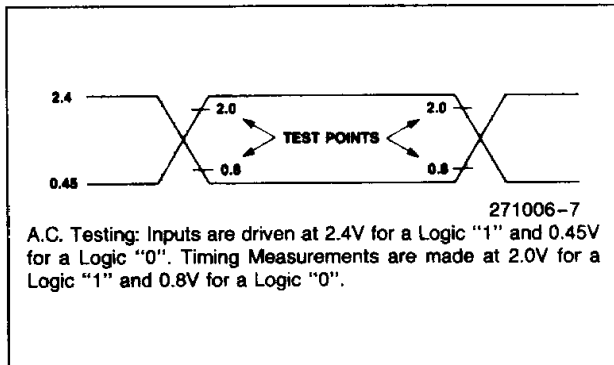 2.4
2.0 2.0
TEST POINTS
0.8 0.8
0.45
271006–7
A.C. Testing: Inputs are driven at 2.4V for a Logic "1" and 0.45V
for a Logic "0". Timing Measurements are made at 2.0V for a
Logic "1" and 0.8V for a Logic "0".